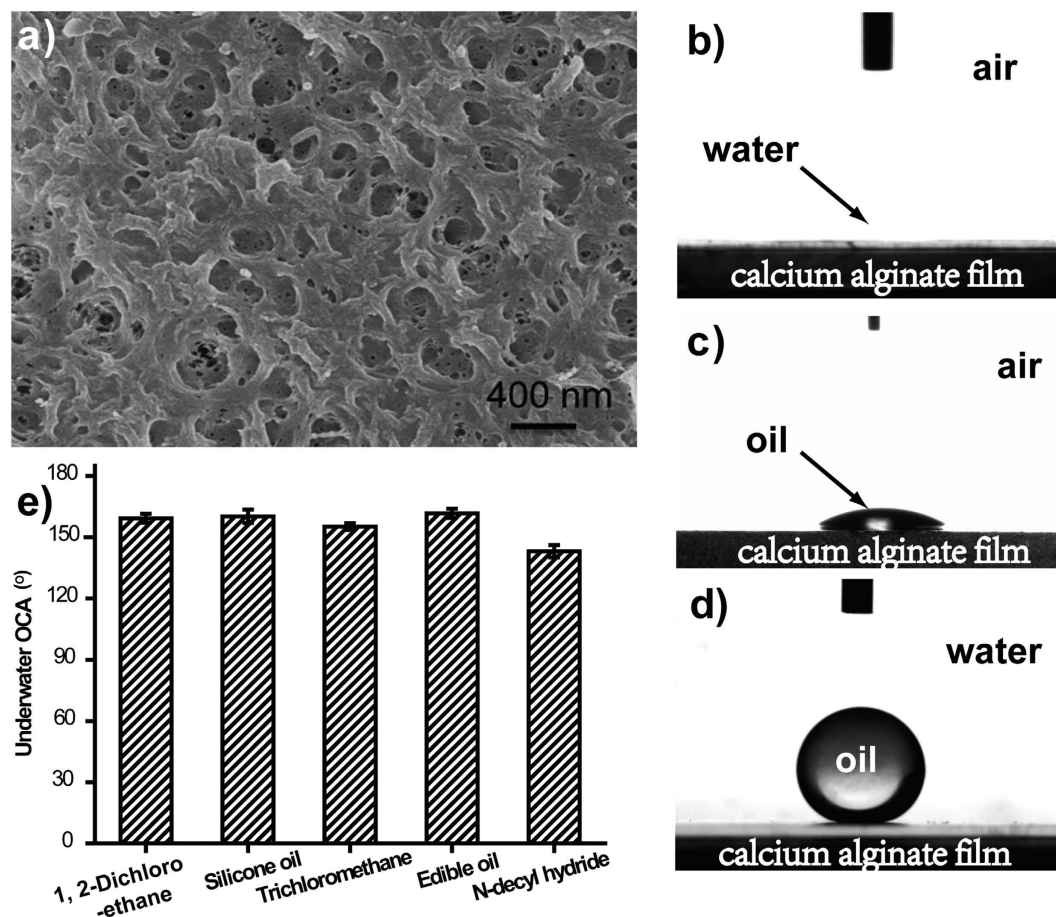 a)
400 nm
b)
air
water
calcium alginate film
c)
air
oil
calcium alginate film
d)
water
oil
calcium alginate film
e)
Underwater OCA (º)
180
150
120
90
60
30
0
1, 2-Dichloro
-ethane
Silicone oil
Trichloromethane
Edible oil
N-decyl hydride